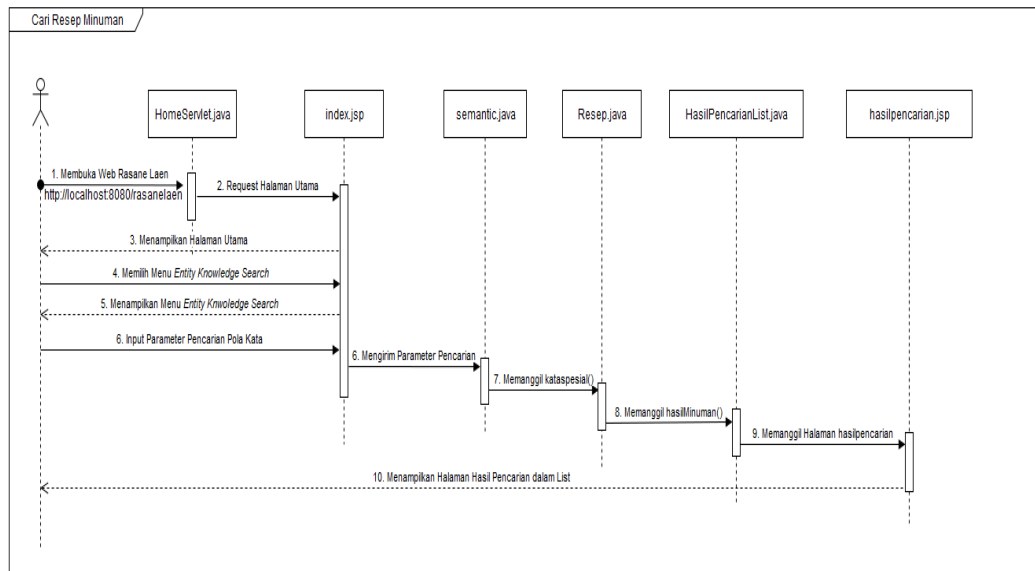 Cari Resep Minuman
HomeServlet.java
index.jsp
semantic.java
Resep.java
HasilPencarianList.java
hasilpencarian.jsp
1. Membuka Web Rasane Laen
http://localhost:8080/rasanelaen
2. Request Halaman Utama
3. Menampilkan Halaman Utama
4. Memilih Menu Entity Knowledge Search
5. Menampilkan Menu Entity Knwoledge Search
6. Input Parameter Pencarian Pola Kata
6. Mengirim Parameter Pencarian
7. Memanggil kataspesial()
8. Memanggil hasilMinuman()
9. Memanggil Halaman hasilpencarian
10. Menampilkan Halaman Hasil Pencarian dalam List